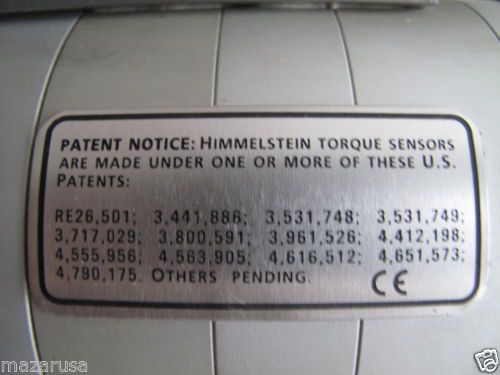 PATENT NOTICE: HIMMELSTEIN TORQUE SENSORS
ARE MADE UNDER ONE OR MORE OF THESE U.S.
PATENTS:
RE26,501; 3,441,886; 3,531,748; 3,531,749;
3,717,029; 3,800,591; 3,961,526; 4,412,198;
4,555,956; 4,563,905; 4,616,512; 4,651,573;
4,790,175. OTHERS PENDING. CE
mazarusa
ebay